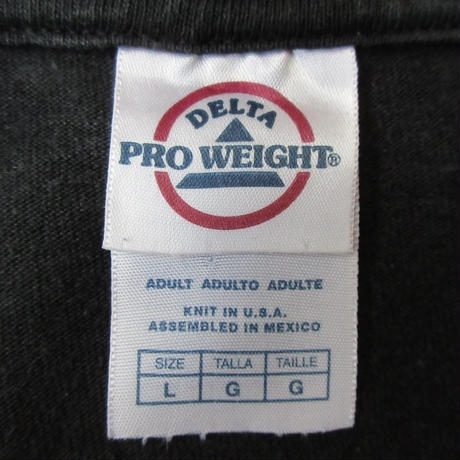 DELTA
PRO WEIGHT®
ADULT ADULTO ADULTE
KNIT IN U.S.A.
ASSEMBLED IN MEXICO
SIZE TALLA TAILLE
L G G